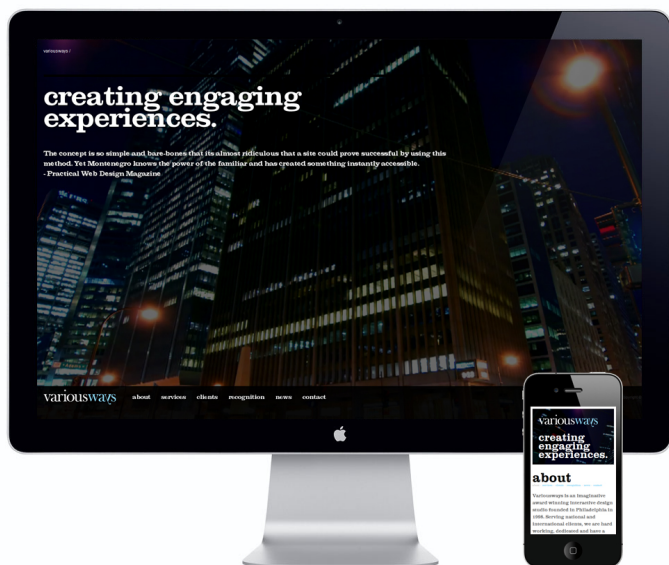 variousways /
creating engaging
experiences.
The concept is so simple and bare-bones that its almost ridiculous that a site could prove successful by using this
method. Yet Montenegro knows the power of the familiar and has created something instantly accessible.
- Practical Web Design Magazine
variousways about services clients recognition news contact
variousways
creating
engaging
experiences.
about
Variousways is an imaginative
award winning interactive design
studio founded in Philadelphia in
1998. Serving national and
international clients, we are hard
working, dedicated and have a